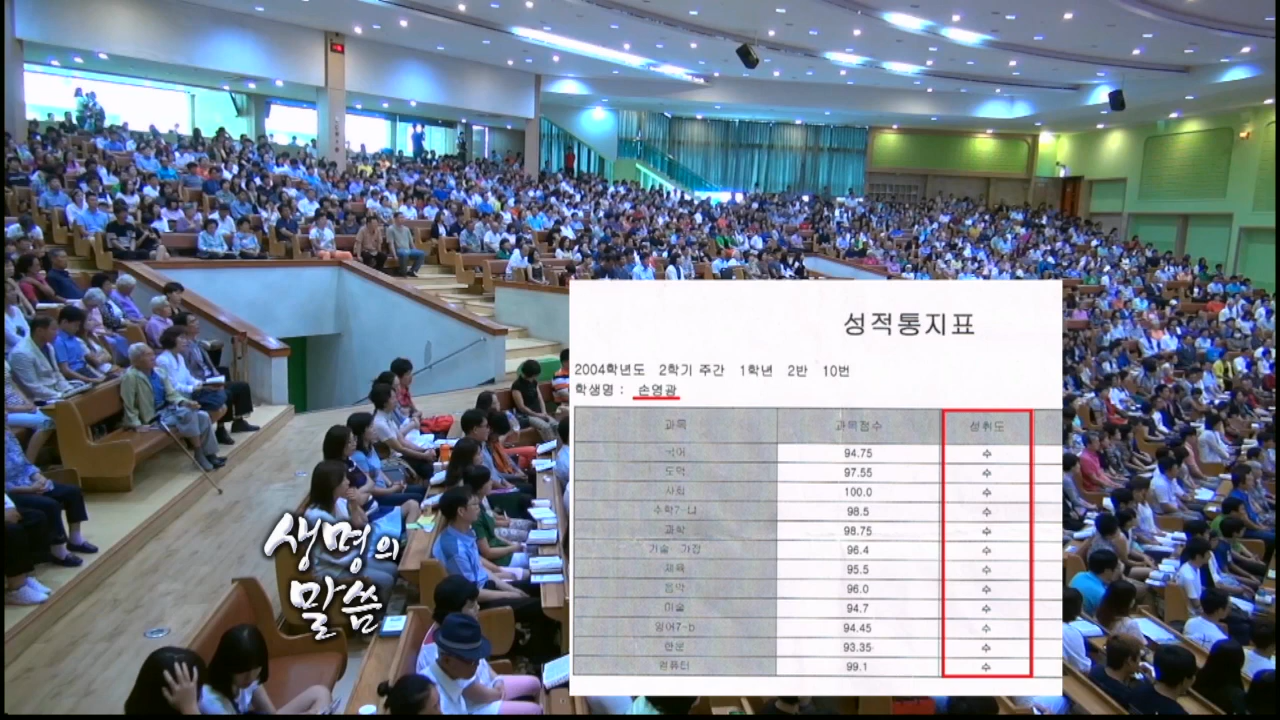 성적통지표
2004학년도 2학기 주간 1학년 2반 10번
학생명 : 손영광
과목 과목점수 성취도
국어 94.75 수
도덕 97.55 수
사회 100.0 수
수학7-나 98.5 수
과학 98.75 수
기술 가정 96.4 수
체육 95.5 수
음악 96.0 수
미술 94.7 수
영어7-b 94.45 수
한문 93.35 수
컴퓨터 99.1 수
생명의
말씀